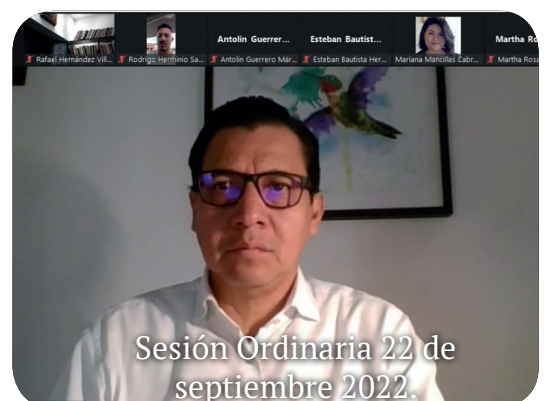 Antolin Guerrer...
Esteban Bautist...
Martha Ro
Rafael Hernández Vill...
Rodrigo Herminio Sa...
Antolin Guerrero Már...
Esteban Bautista Her...
Mariana Mancillas Cabr...
Martha Rosa
Sesión Ordinaria 22 de
septiembre 2022.